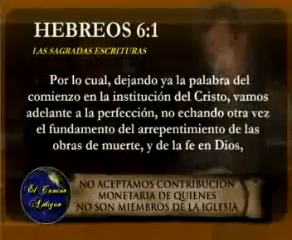 HEBREOS 6:1
LAS SAGRADAS ESCRITURAS
Por lo cual, dejando ya la palabra del
comienzo en la institución del Cristo, vamos
adelante a la perfección, no echando otra vez
el fundamento del arrepentimiento de las
obras de muerte, y de la fe en Dios,
El Camino
Antiguo
NO ACEPTAMOS CONTRIBUCIÓN
MONETARIA DE QUIENES
NO SON MIEMBROS DE LA IGLESIA